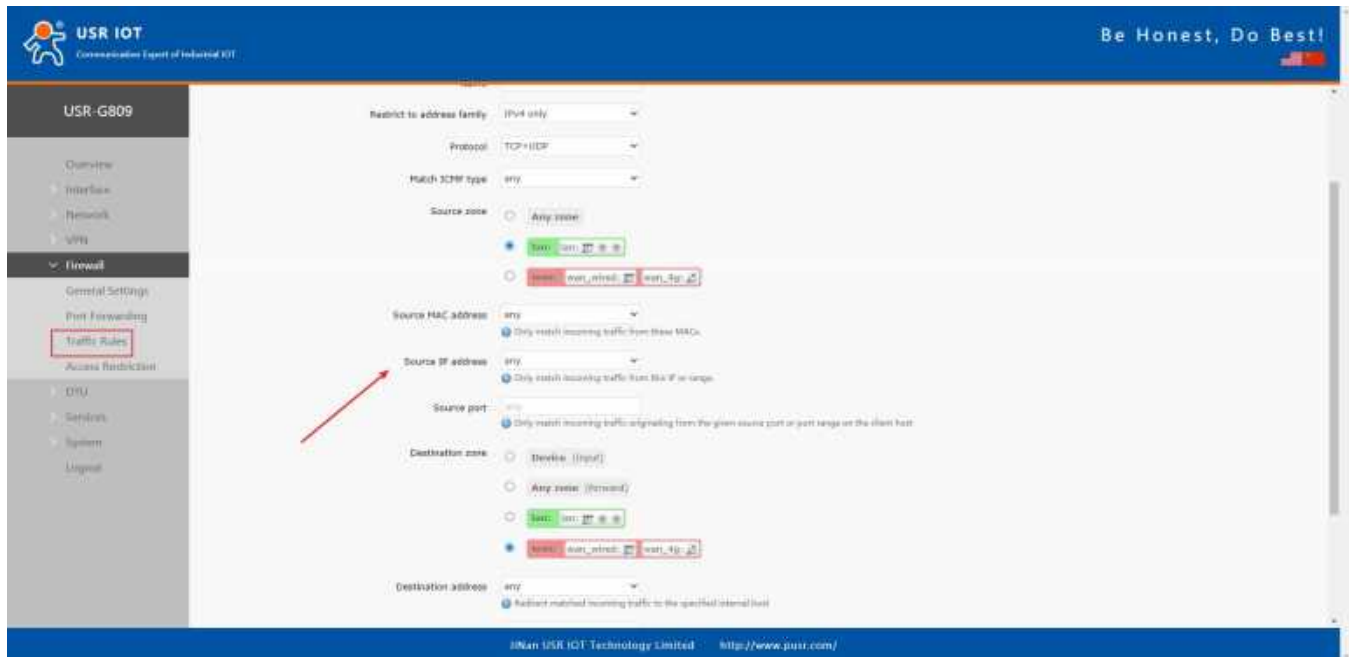 USR IOT
Communication Expert of Industrial IOT
Be Honest, Do Best!
USR-G809
Overview
Interface
Network
VPN
Firewall
General Settings
Port Forwarding
Traffic Rules
Access Restriction
DTU
Services
System
Logout
Restrict to address family IPv4 only
Protocol TCP+UDP
Match ICMP type any
Source zone Any zone
lan: lan:
wan_wired: wan_4g:
Source MAC address any
Only match incoming traffic from these MACs.
Source IP address any
Only match incoming traffic from this IP or range.
Source port any
Only match incoming traffic originating from the given source port or port range on the client host
Destination zone Device (input)
Any zone (forward)
lan: lan:
wan_wired: wan_4g:
Destination address any
Redirect matched incoming traffic to the specified internal host
JiNan USR IOT Technology Limited http://www.pusr.com/